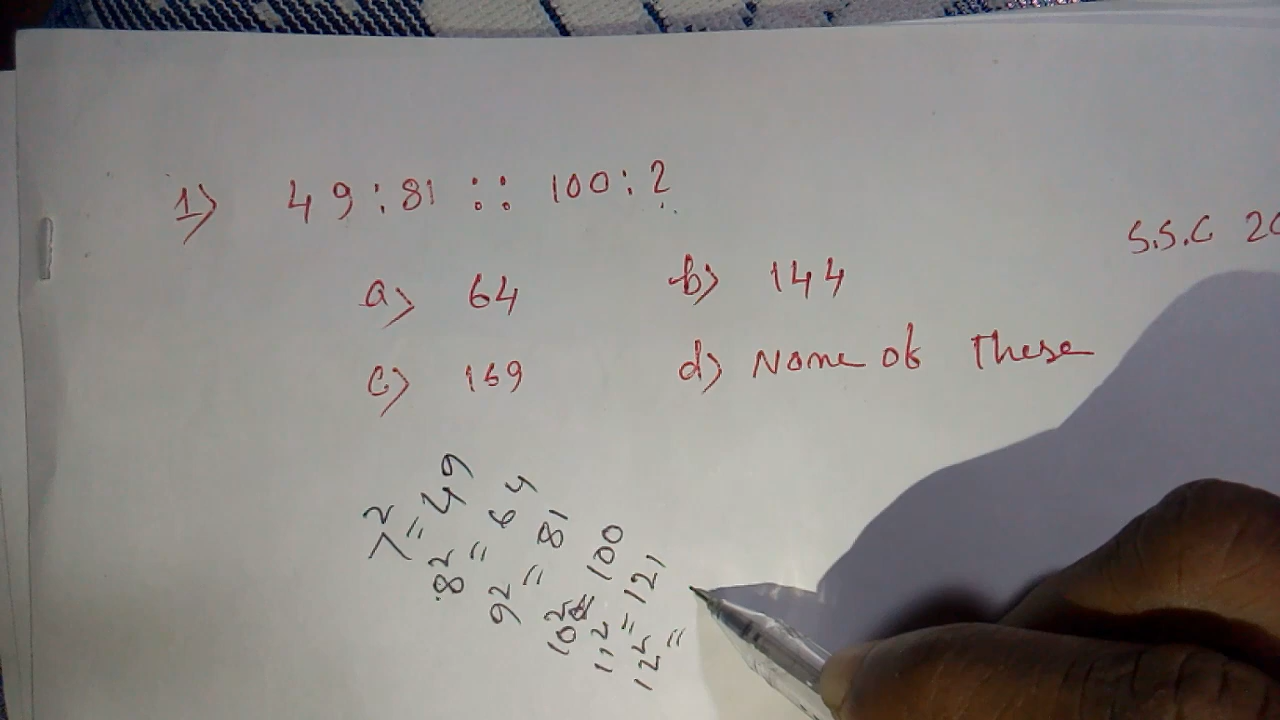 1) 49 : 81 :: 100 : ?
S.S.C 20
a) 64 b) 144
c) 169 d) None of These
7² = 49
8² = 64
9² = 81
10² = 100
11² = 121
12² =